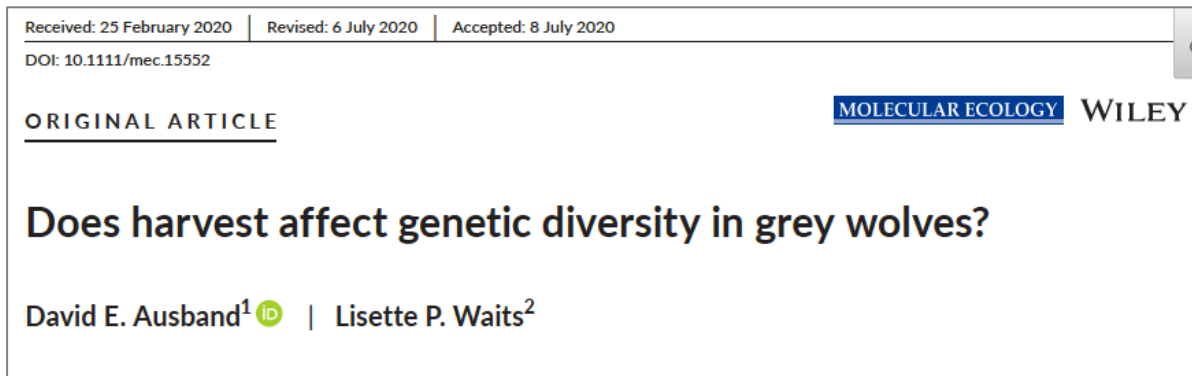 Received: 25 February 2020 | Revised: 6 July 2020 | Accepted: 8 July 2020
DOI: 10.1111/mec.15552
ORIGINAL ARTICLE
MOLECULAR ECOLOGY WILEY
Does harvest affect genetic diversity in grey wolves?
David E. Ausband¹ iD | Lisette P. Waits²